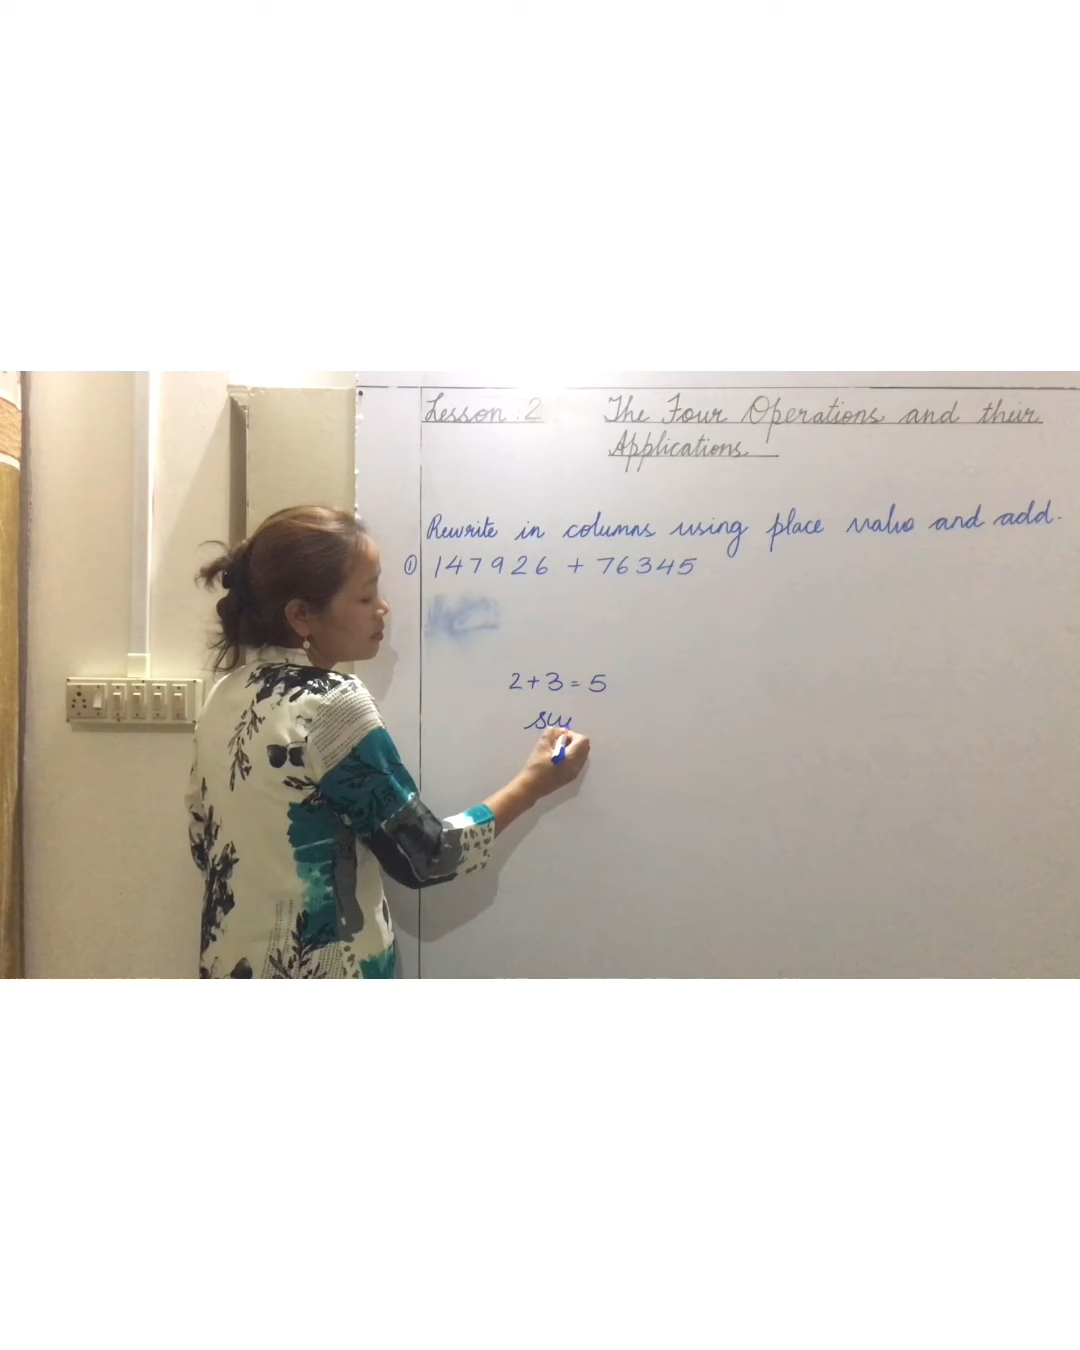 Lesson : 2 The Four Operations and their
Applications
Rewrite in columns using place value and add.
① 147926 + 76345
2 + 3 = 5
su